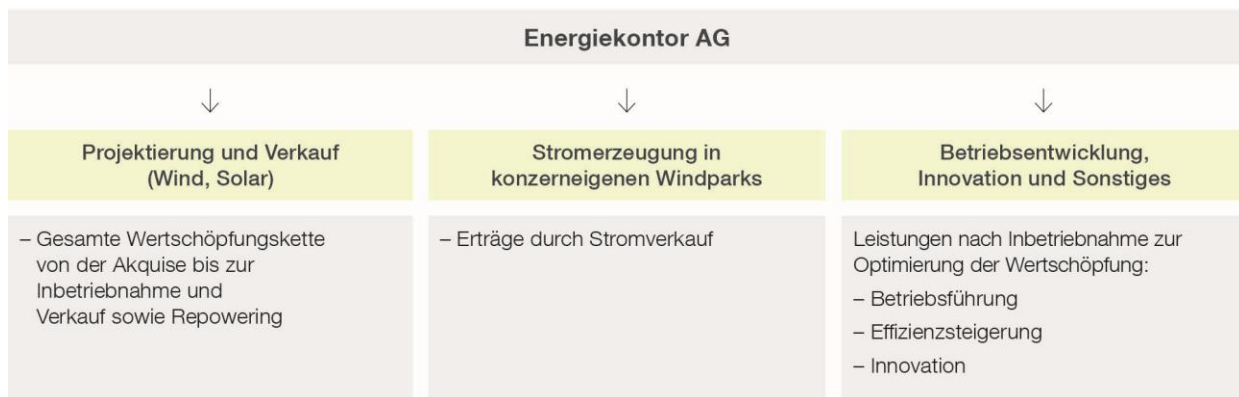 Energiekontor AG
↓ ↓ ↓
Projektierung und Verkauf
(Wind, Solar)
– Gesamte Wertschöpfungskette
von der Akquise bis zur
Inbetriebnahme und
Verkauf sowie Repowering
Stromerzeugung in
konzerneigenen Windparks
– Erträge durch Stromverkauf
Betriebsentwicklung,
Innovation und Sonstiges
Leistungen nach Inbetriebnahme zur
Optimierung der Wertschöpfung:
– Betriebsführung
– Effizienzsteigerung
– Innovation